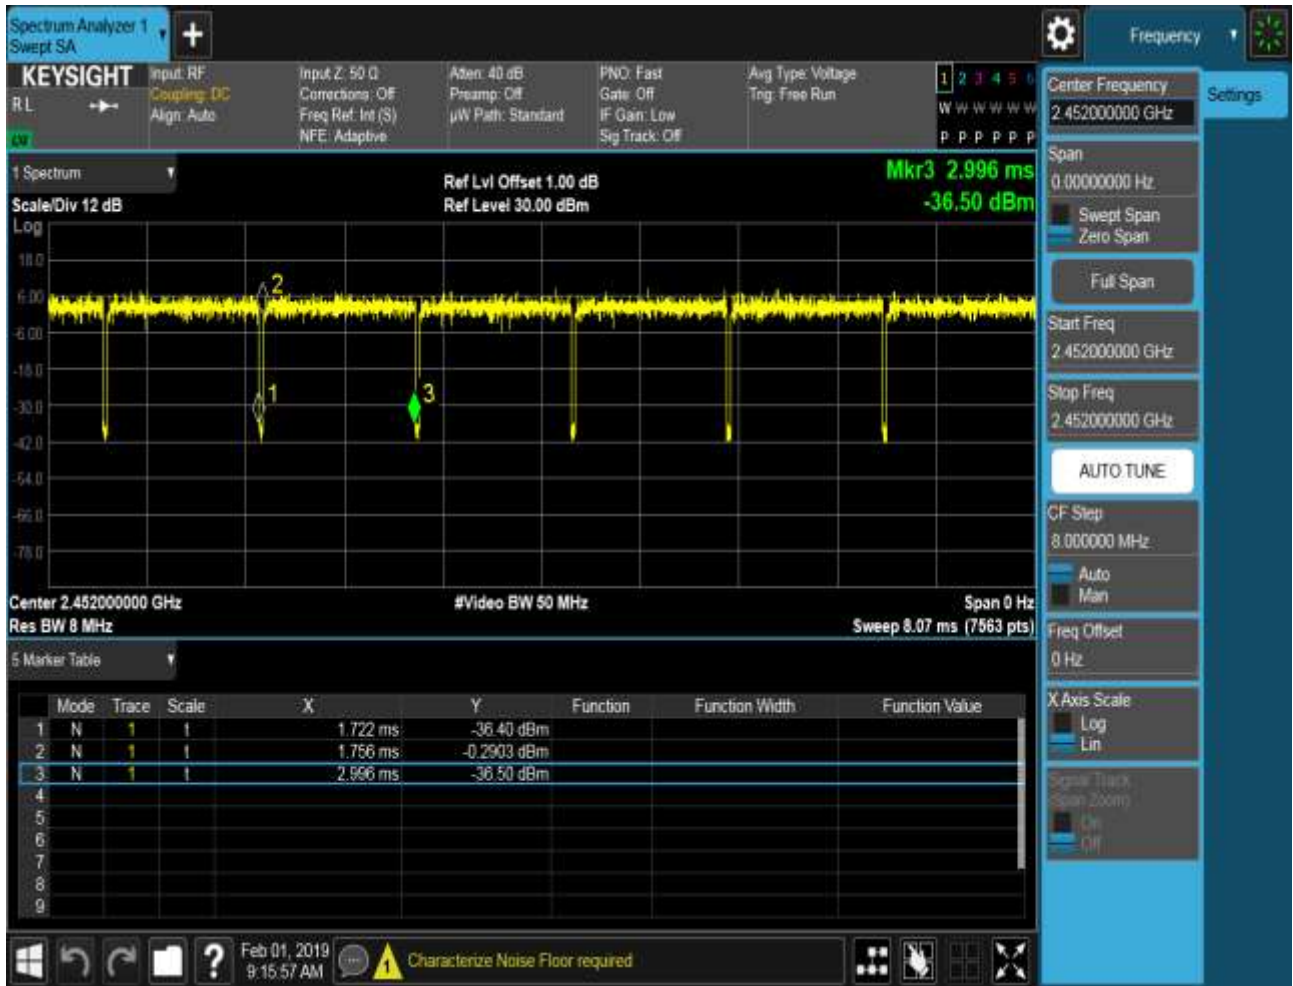 Spectrum Analyzer 1
Swept SA
Frequency
KEYSIGHT
RL
Input: RF
Coupling: DC
Align: Auto
Input Z: 50 Ω
Corrections: Off
Freq Ref: Int (S)
NFE: Adaptive
Atten: 40 dB
Preamp: Off
µW Path: Standard
PNO: Fast
Gate: Off
IF Gain: Low
Sig Track: Off
Avg Type: Voltage
Trig: Free Run
1 2 3 4 5 6
W W W W W W
P P P P P P
1 Spectrum
Scale/Div 12 dB
Log
Ref Lvl Offset 1.00 dB
Ref Level 30.00 dBm
Mkr3 2.996 ms
-36.50 dBm
18.0
6.00
-6.00
-18.0
-30.0
-42.0
-54.0
-66.0
-78.0
2
1
3
Center 2.452000000 GHz
#Video BW 50 MHz
Span 0 Hz
Res BW 8 MHz
Sweep 8.07 ms (7563 pts)
5 Marker Table
Mode Trace Scale X Y Function Function Width Function Value
1 N 1 t 1.722 ms -36.40 dBm
2 N 1 t 1.756 ms -0.2903 dBm
3 N 1 t 2.996 ms -36.50 dBm
4
5
6
7
8
9
Feb 01, 2019
9:15:57 AM
Characterize Noise Floor required
Center Frequency
2.452000000 GHz
Settings
Span
0.00000000 Hz
Swept Span
Zero Span
Full Span
Start Freq
2.452000000 GHz
Stop Freq
2.452000000 GHz
AUTO TUNE
CF Step
8.000000 MHz
Auto
Man
Freq Offset
0 Hz
X Axis Scale
Log
Lin
Signal Track
(Span Zoom)
On
Off